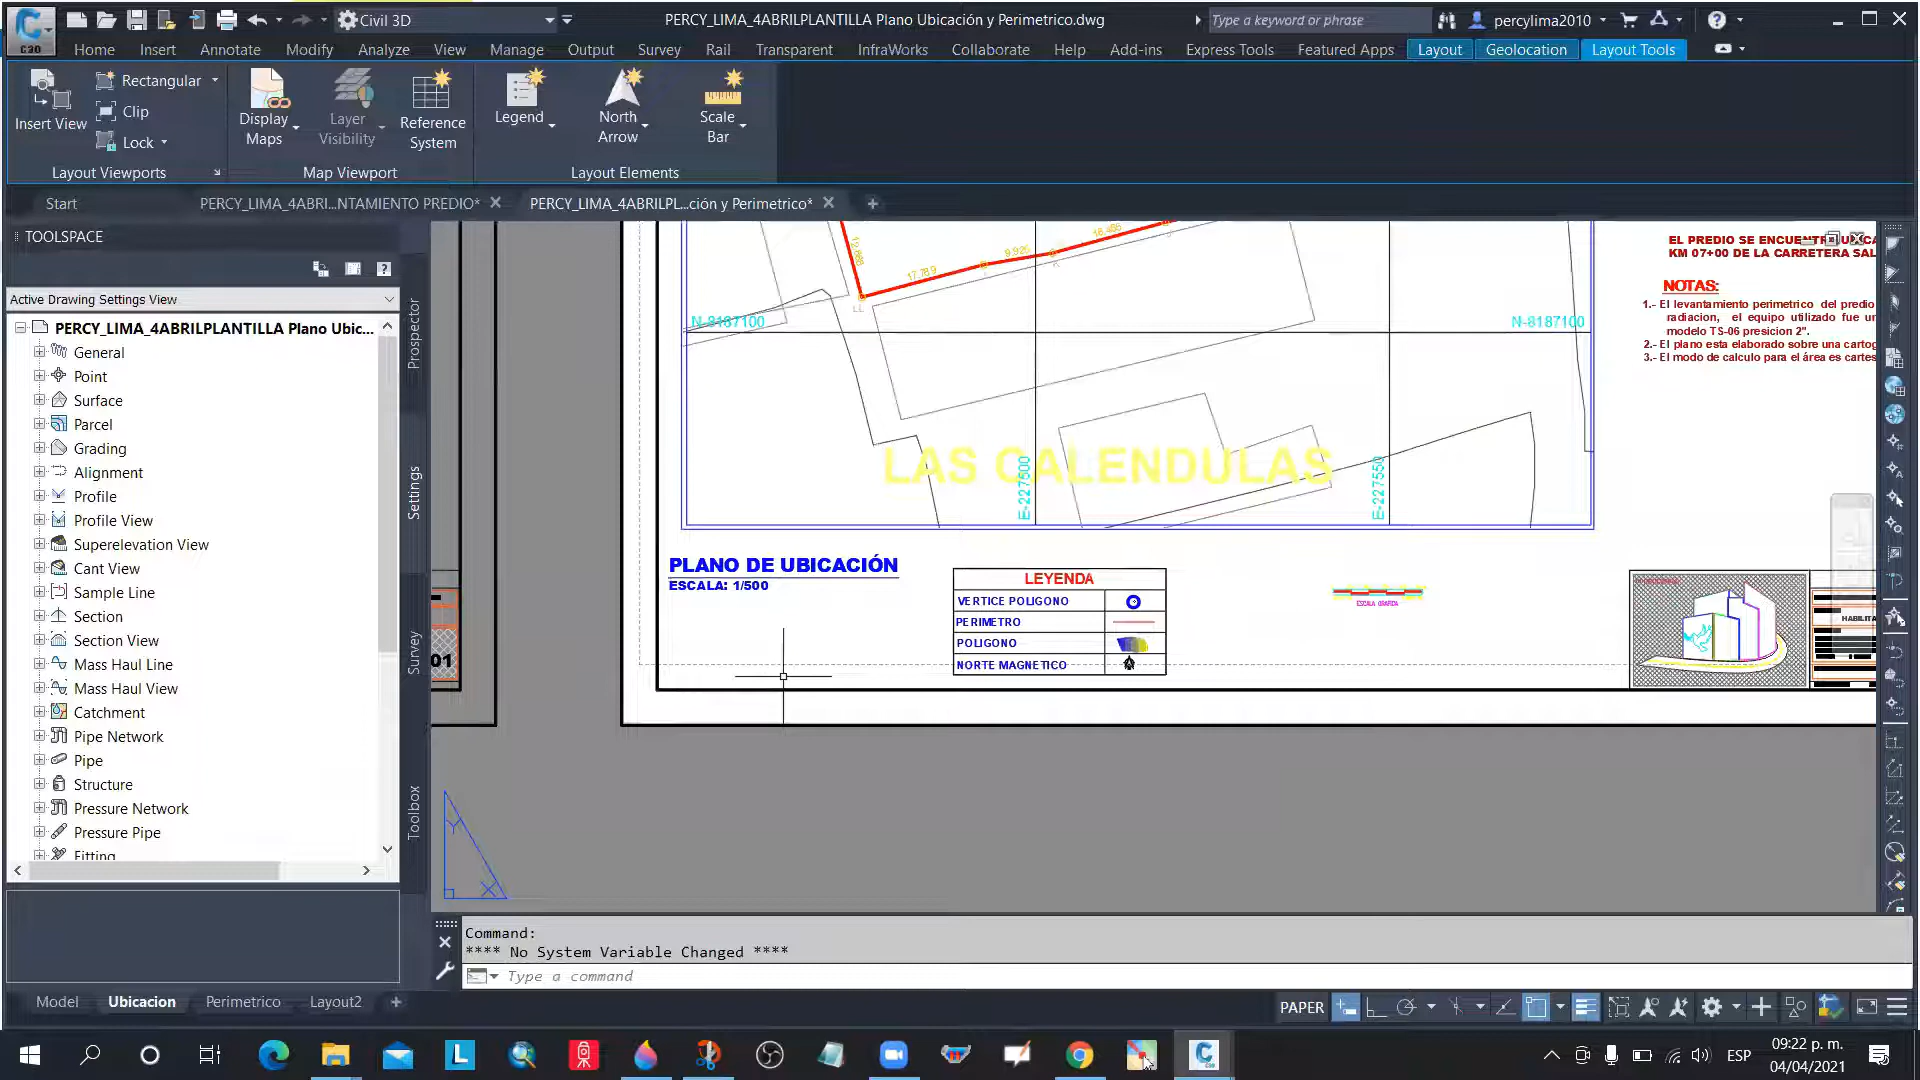 Civil 3D
PERCY_LIMA_4ABRILPLANTILLA Plano Ubicación y Perimetrico.dwg
Type a keyword or phrase
percylima2010
C3D
Home Insert Annotate Modify Analyze View Manage Output Survey Rail Transparent InfraWorks Collaborate Help Add-ins Express Tools Featured Apps Layout Geolocation Layout Tools
Insert View
Rectangular
Clip
Lock
Display Maps
Layer Visibility
Reference System
Legend
North Arrow
Scale Bar
Layout Viewports
Map Viewport
Layout Elements
Start
PERCY_LIMA_4ABRI...NTAMIENTO PREDIO*
PERCY_LIMA_4ABRILPL...ción y Perimetrico*
TOOLSPACE
Active Drawing Settings View
PERCY_LIMA_4ABRILPLANTILLA Plano Ubic...
General
Point
Surface
Parcel
Grading
Alignment
Profile
Profile View
Superelevation View
Cant View
Sample Line
Section
Section View
Mass Haul Line
Mass Haul View
Catchment
Pipe Network
Pipe
Structure
Pressure Network
Pressure Pipe
Fitting
Prospector
Settings
Survey
Toolbox
17.789
9.925
N-8187100
N-8187100
E-227500
E-227550
LAS CALENDULAS
PLANO DE UBICACIÓN
ESCALA: 1/500
LEYENDA
VERTICE POLIGONO
PERIMETRO
POLIGONO
NORTE MAGNETICO
ESCALA GRAFICA
KM 07+00 DE LA CARRETERA SAL
NOTAS:
1.- El levantamiento perimetrico del predio
radiacion, el equipo utilizado fue un
modelo TS-06 presicion 2".
2.- El plano esta elaborado sobre una cartog
3.- El modo de calculo para el área es cartes
HABILITA
01
Y
X
Command:
**** No System Variable Changed ****
Type a command
Model Ubicacion Perimetrico Layout2
PAPER
ESP
09:22 p. m.
04/04/2021